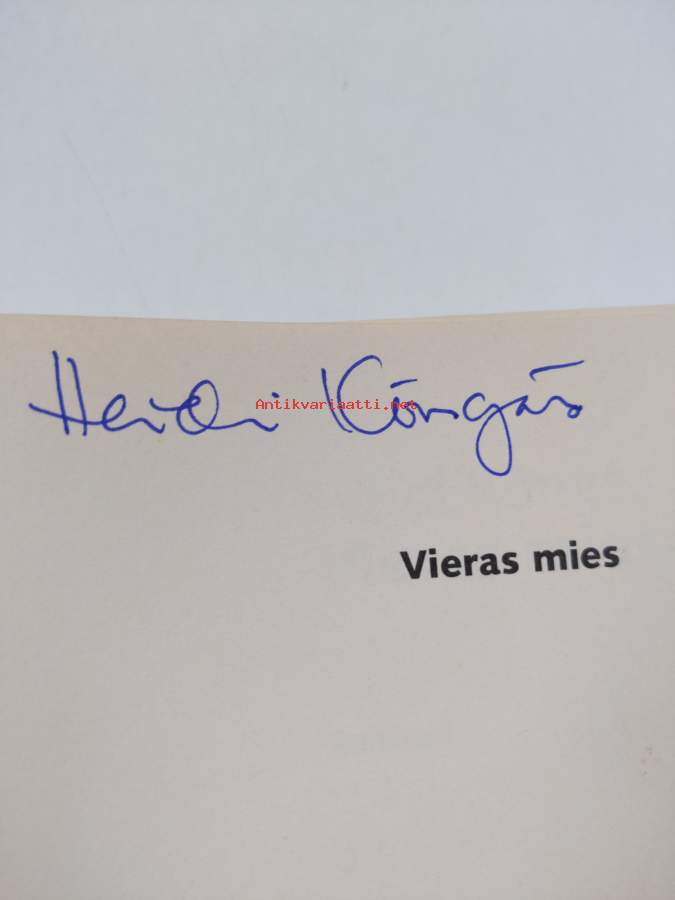 Heidi Köngäs
Antikvariaatti.net
Vieras mies